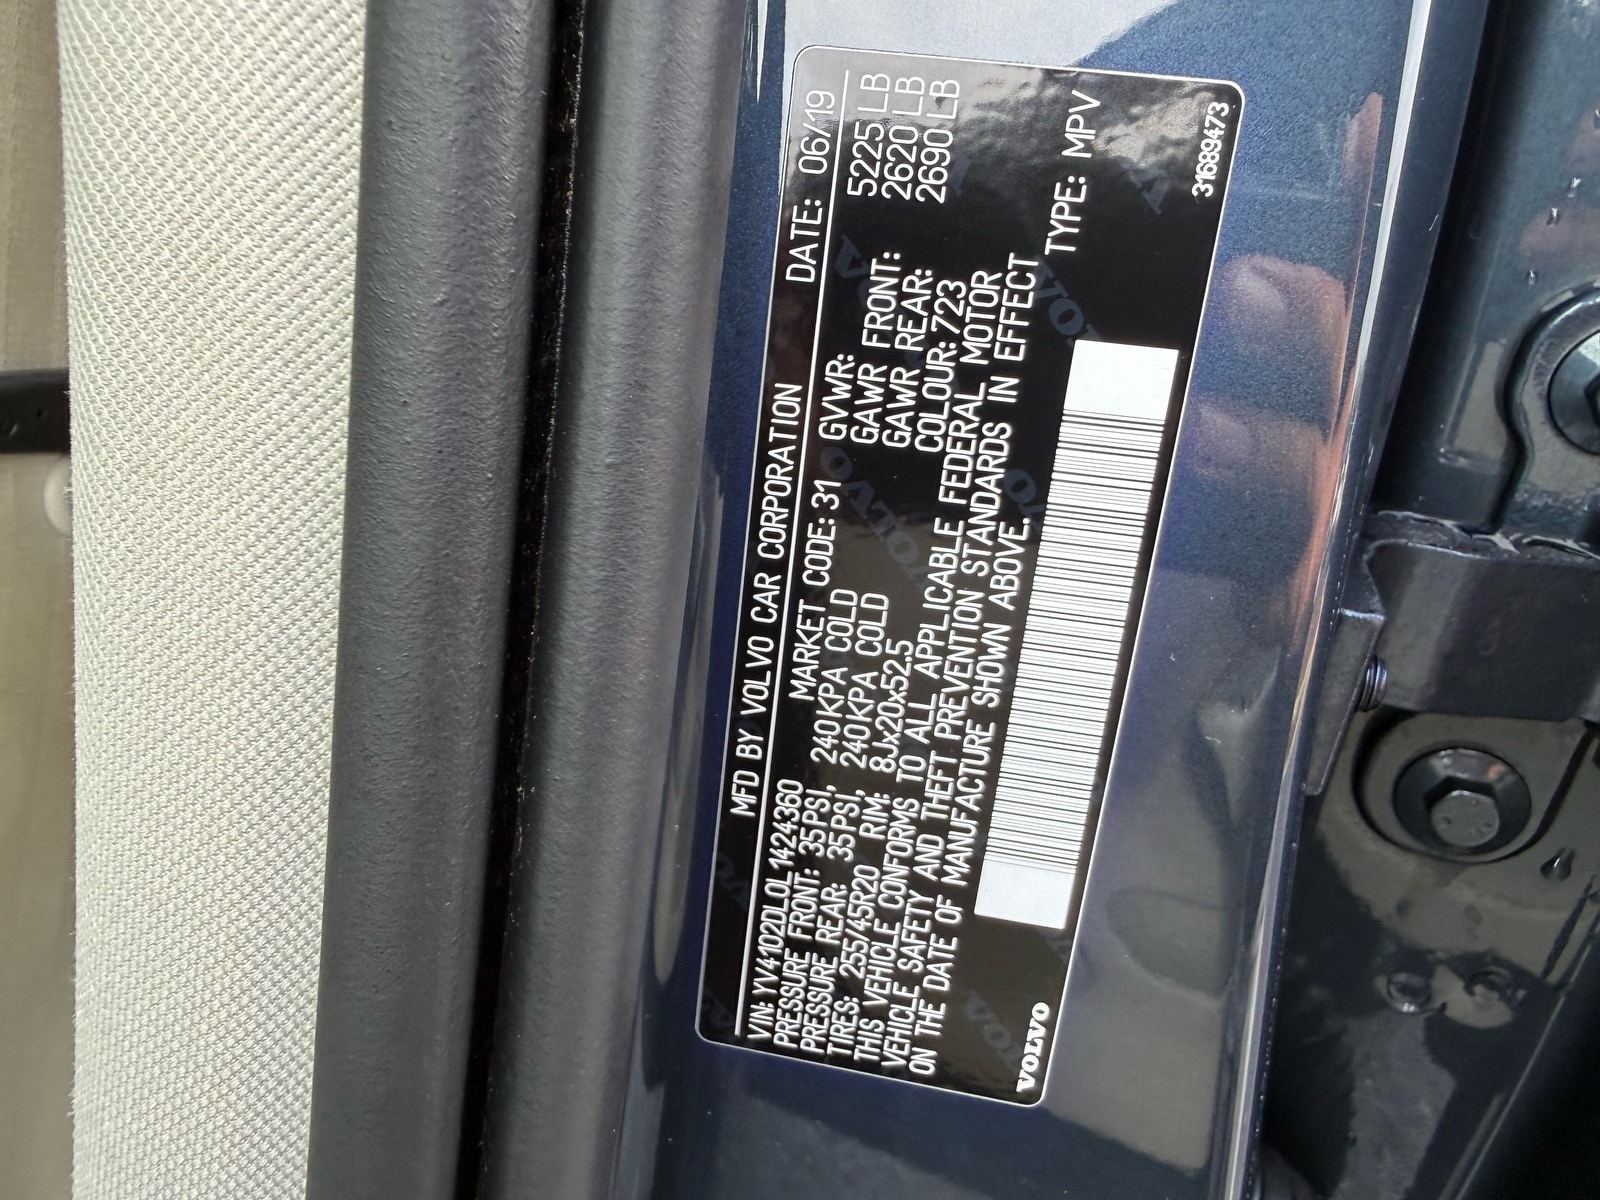 MFD BY VOLVO CAR CORPORATION DATE: 06/19
VIN: YV4102DL0L1424360 MARKET CODE: 31 GVWR: 5225 LB
PRESSURE FRONT: 35PSI, 240KPA COLD GAWR FRONT: 2620 LB
PRESSURE REAR: 35PSI, 240KPA COLD GAWR REAR: 2690 LB
TIRES: 255/45R20 RIM: 8Jx20x52.5 COLOUR: 723
THIS VEHICLE CONFORMS TO ALL APPLICABLE FEDERAL MOTOR
VEHICLE SAFETY AND THEFT PREVENTION STANDARDS IN EFFECT
ON THE DATE OF MANUFACTURE SHOWN ABOVE. TYPE: MPV
VOLVO 31689473